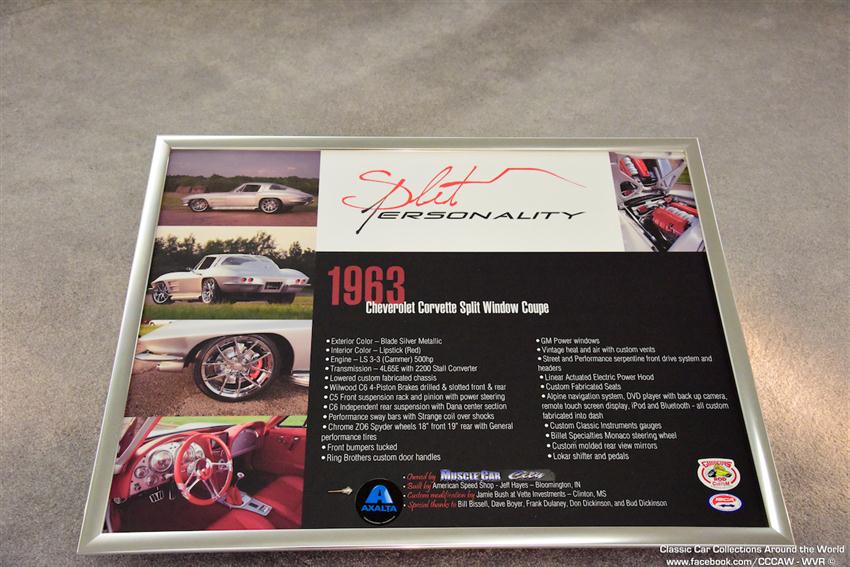 Split
PERSONALITY
1963
Cheverolet Corvette Split Window Coupe
• Exterior Color – Blade Silver Metallic
• Interior Color – Lipstick (Red)
• Engine – LS 3-3 (Cammer) 500hp
• Transmission – 4L65E with 2200 Stall Converter
• Lowered custom fabricated chassis
• Wilwood C6 4-Piston Brakes drilled & slotted front & rear
• C5 Front suspension rack and pinion with power steering
• C6 Independent rear suspension with Dana center section
• Performance sway bars with Strange coil over shocks
• Chrome ZO6 Spyder wheels 18" front 19" rear with General
performance tires
• Front bumpers tucked
• Ring Brothers custom door handles
• GM Power windows
• Vintage heat and air with custom vents
• Street and Performance serpentine front drive system and
headers
• Linear Actuated Electric Power Hood
• Custom Fabricated Seats
• Alpine navigation system, DVD player with back up camera,
remote touch screen display, iPod and Bluetooth - all custom
fabricated into dash
• Custom Classic Instruments gauges
• Billet Specialties Monaco steering wheel
• Custom molded rear view mirrors
• Lokar shifter and pedals
• Owned by MUSCLE CAR City
• Built by American Speed Shop - Jeff Hayes – Bloomington, IN
• Custom modification by Jamie Bush at Vette Investments – Clinton, MS
• Special thanks to Bill Bissell, Dave Boyer, Frank Dulaney, Don Dickinson, and Bud Dickinson
AXALTA
Classic Car Collections Around the World
www.facebook.com/CCCAW - WVR ©